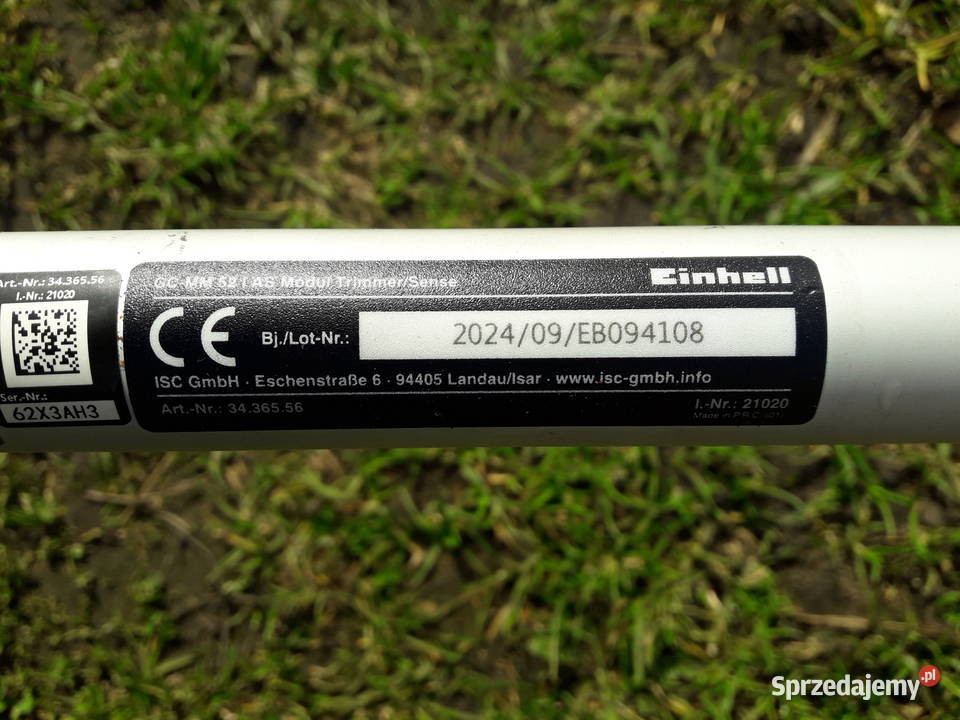 Art.-Nr.: 34.365.56
I.-Nr.: 21020
Ser.-Nr.:
62X3AH3
GC-MM 52 I AS Modul Trimmer/Sense
Einhell
CE
Bj./Lot-Nr.:
2024/09/EB094108
ISC GmbH · Eschenstraße 6 · 94405 Landau/Isar · www.isc-gmbh.info
Art.-Nr.: 34.365.56
I.-Nr.: 21020
Made in P.R.C.
Sprzedajemy.pl